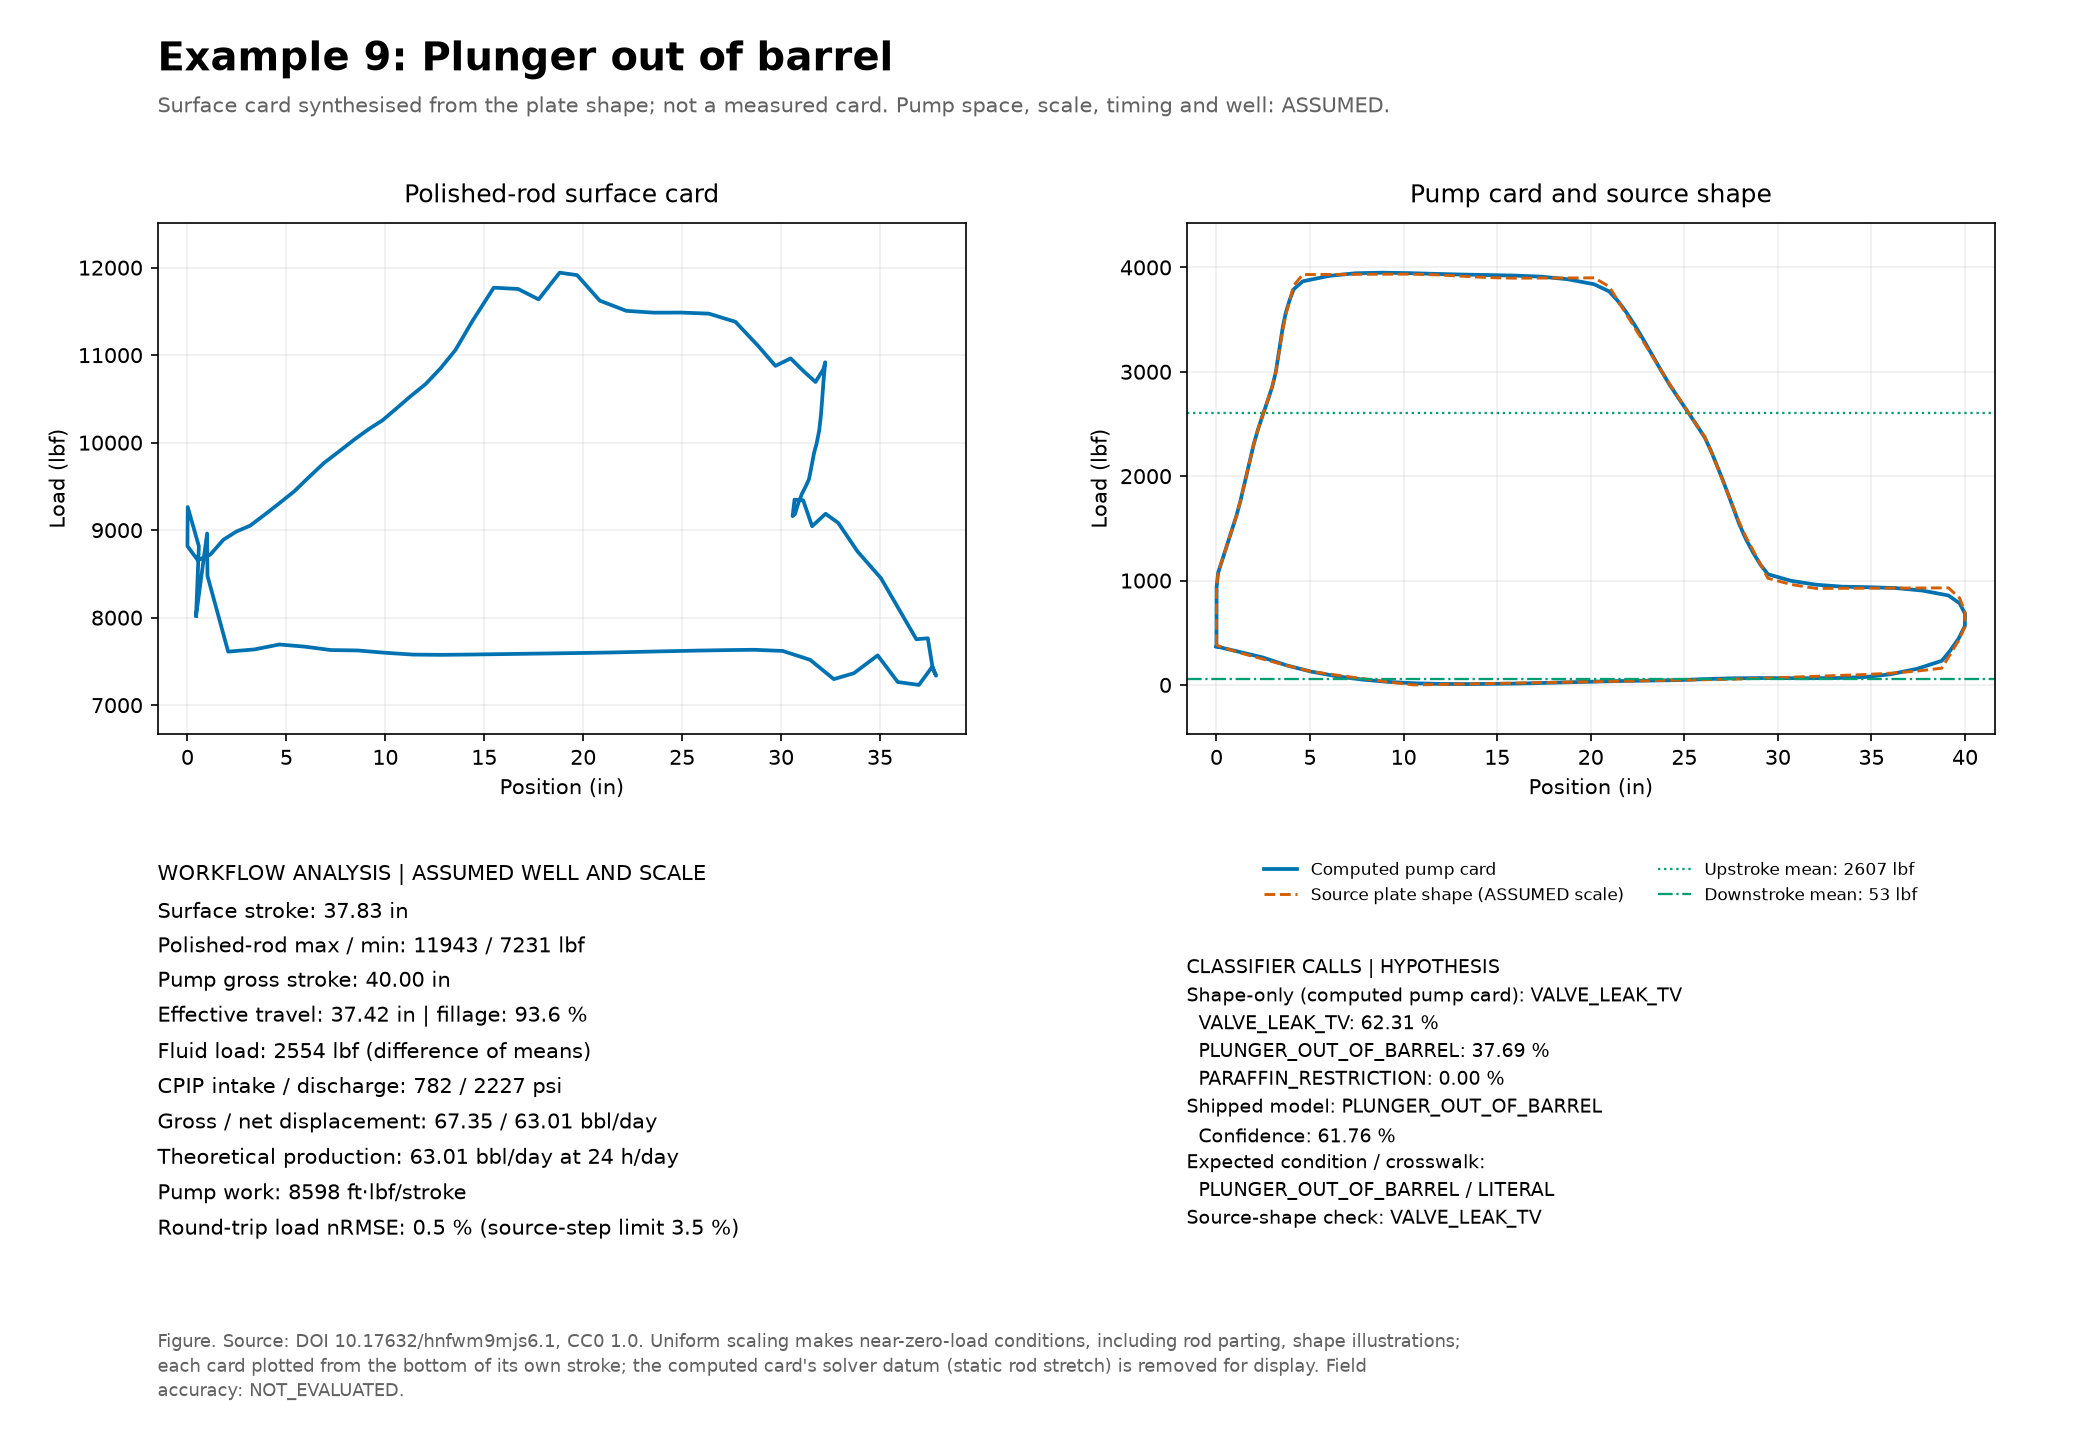 Example 9: Plunger out of barrel
Surface card synthesised from the plate shape; not a measured card. Pump space, scale, timing and well: ASSUMED.
Polished-rod surface card
12000
11000
10000
9000
8000
7000
Load (lbf)
0 5 10 15 20 25 30 35
Position (in)
Pump card and source shape
4000
3000
2000
1000
0
Load (lbf)
0 5 10 15 20 25 30 35 40
Position (in)
WORKFLOW ANALYSIS | ASSUMED WELL AND SCALE
Surface stroke: 37.83 in
Polished-rod max / min: 11943 / 7231 lbf
Pump gross stroke: 40.00 in
Effective travel: 37.42 in | fillage: 93.6 %
Fluid load: 2554 lbf (difference of means)
CPIP intake / discharge: 782 / 2227 psi
Gross / net displacement: 67.35 / 63.01 bbl/day
Theoretical production: 63.01 bbl/day at 24 h/day
Pump work: 8598 ft·lbf/stroke
Round-trip load nRMSE: 0.5 % (source-step limit 3.5 %)
Computed pump card
Source plate shape (ASSUMED scale)
Upstroke mean: 2607 lbf
Downstroke mean: 53 lbf
CLASSIFIER CALLS | HYPOTHESIS
Shape-only (computed pump card): VALVE_LEAK_TV
VALVE_LEAK_TV: 62.31 %
PLUNGER_OUT_OF_BARREL: 37.69 %
PARAFFIN_RESTRICTION: 0.00 %
Shipped model: PLUNGER_OUT_OF_BARREL
Confidence: 61.76 %
Expected condition / crosswalk:
PLUNGER_OUT_OF_BARREL / LITERAL
Source-shape check: VALVE_LEAK_TV
Figure. Source: DOI 10.17632/hnfwm9mjs6.1, CC0 1.0. Uniform scaling makes near-zero-load conditions, including rod parting, shape illustrations;
each card plotted from the bottom of its own stroke; the computed card's solver datum (static rod stretch) is removed for display. Field
accuracy: NOT_EVALUATED.